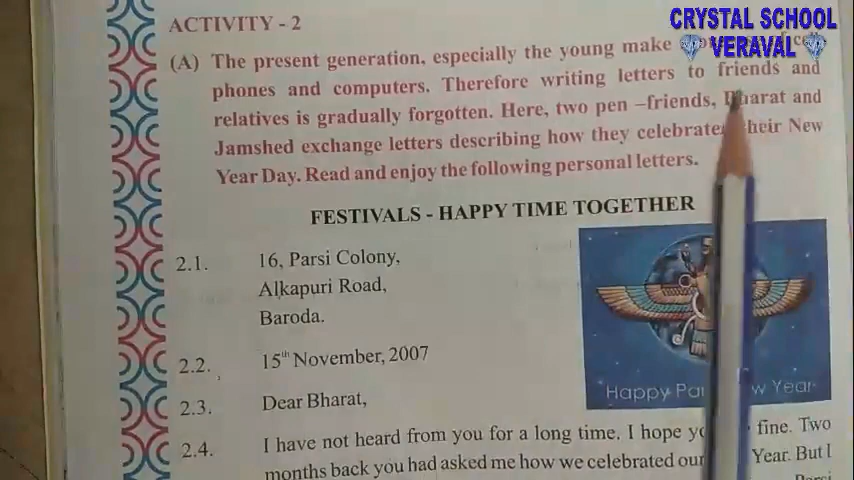 CRYSTAL SCHOOL
VERAVAL
ACTIVITY - 2
(A) The present generation, especially the young make
phones and computers. Therefore writing letters to friends and
relatives is gradually forgotten. Here, two pen –friends, Bharat and
Jamshed exchange letters describing how they celebrate their New
Year Day. Read and enjoy the following personal letters.
FESTIVALS - HAPPY TIME TOGETHER
2.1. 16, Parsi Colony,
Alkapuri Road,
Baroda.
2.2. 15th November, 2007
2.3. Dear Bharat,
Happy New Year
2.4. I have not heard from you for a long time. I hope fine. Two
months back you had asked me how we celebrated our Year. But I
Parsi